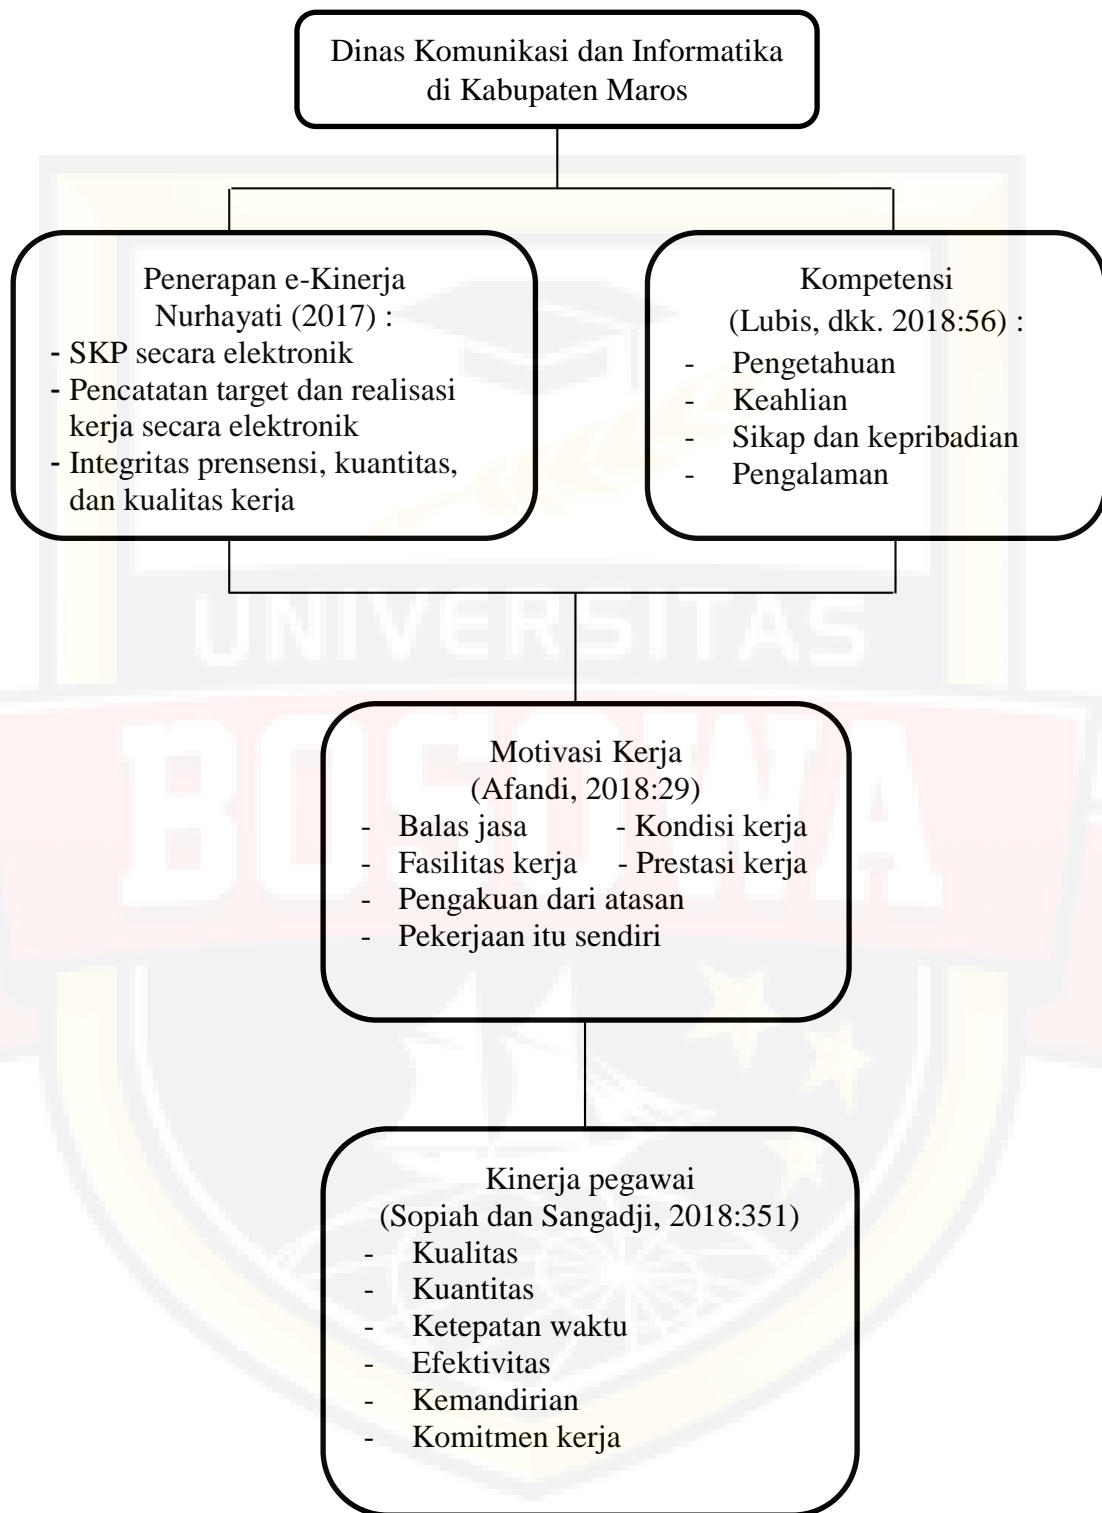 Dinas Komunikasi dan Informatika
di Kabupaten Maros
Penerapan e-Kinerja
Nurhayati (2017) :
- SKP secara elektronik
- Pencatatan target dan realisasi
kerja secara elektronik
- Integritas prensensi, kuantitas,
dan kualitas kerja
Kompetensi
(Lubis, dkk. 2018:56) :
- Pengetahuan
- Keahlian
- Sikap dan kepribadian
- Pengalaman
UNIVERSITAS
BOSOWA
Motivasi Kerja
(Afandi, 2018:29)
- Balas jasa - Kondisi kerja
- Fasilitas kerja - Prestasi kerja
- Pengakuan dari atasan
- Pekerjaan itu sendiri
Kinerja pegawai
(Sopiah dan Sangadji, 2018:351)
- Kualitas
- Kuantitas
- Ketepatan waktu
- Efektivitas
- Kemandirian
- Komitmen kerja